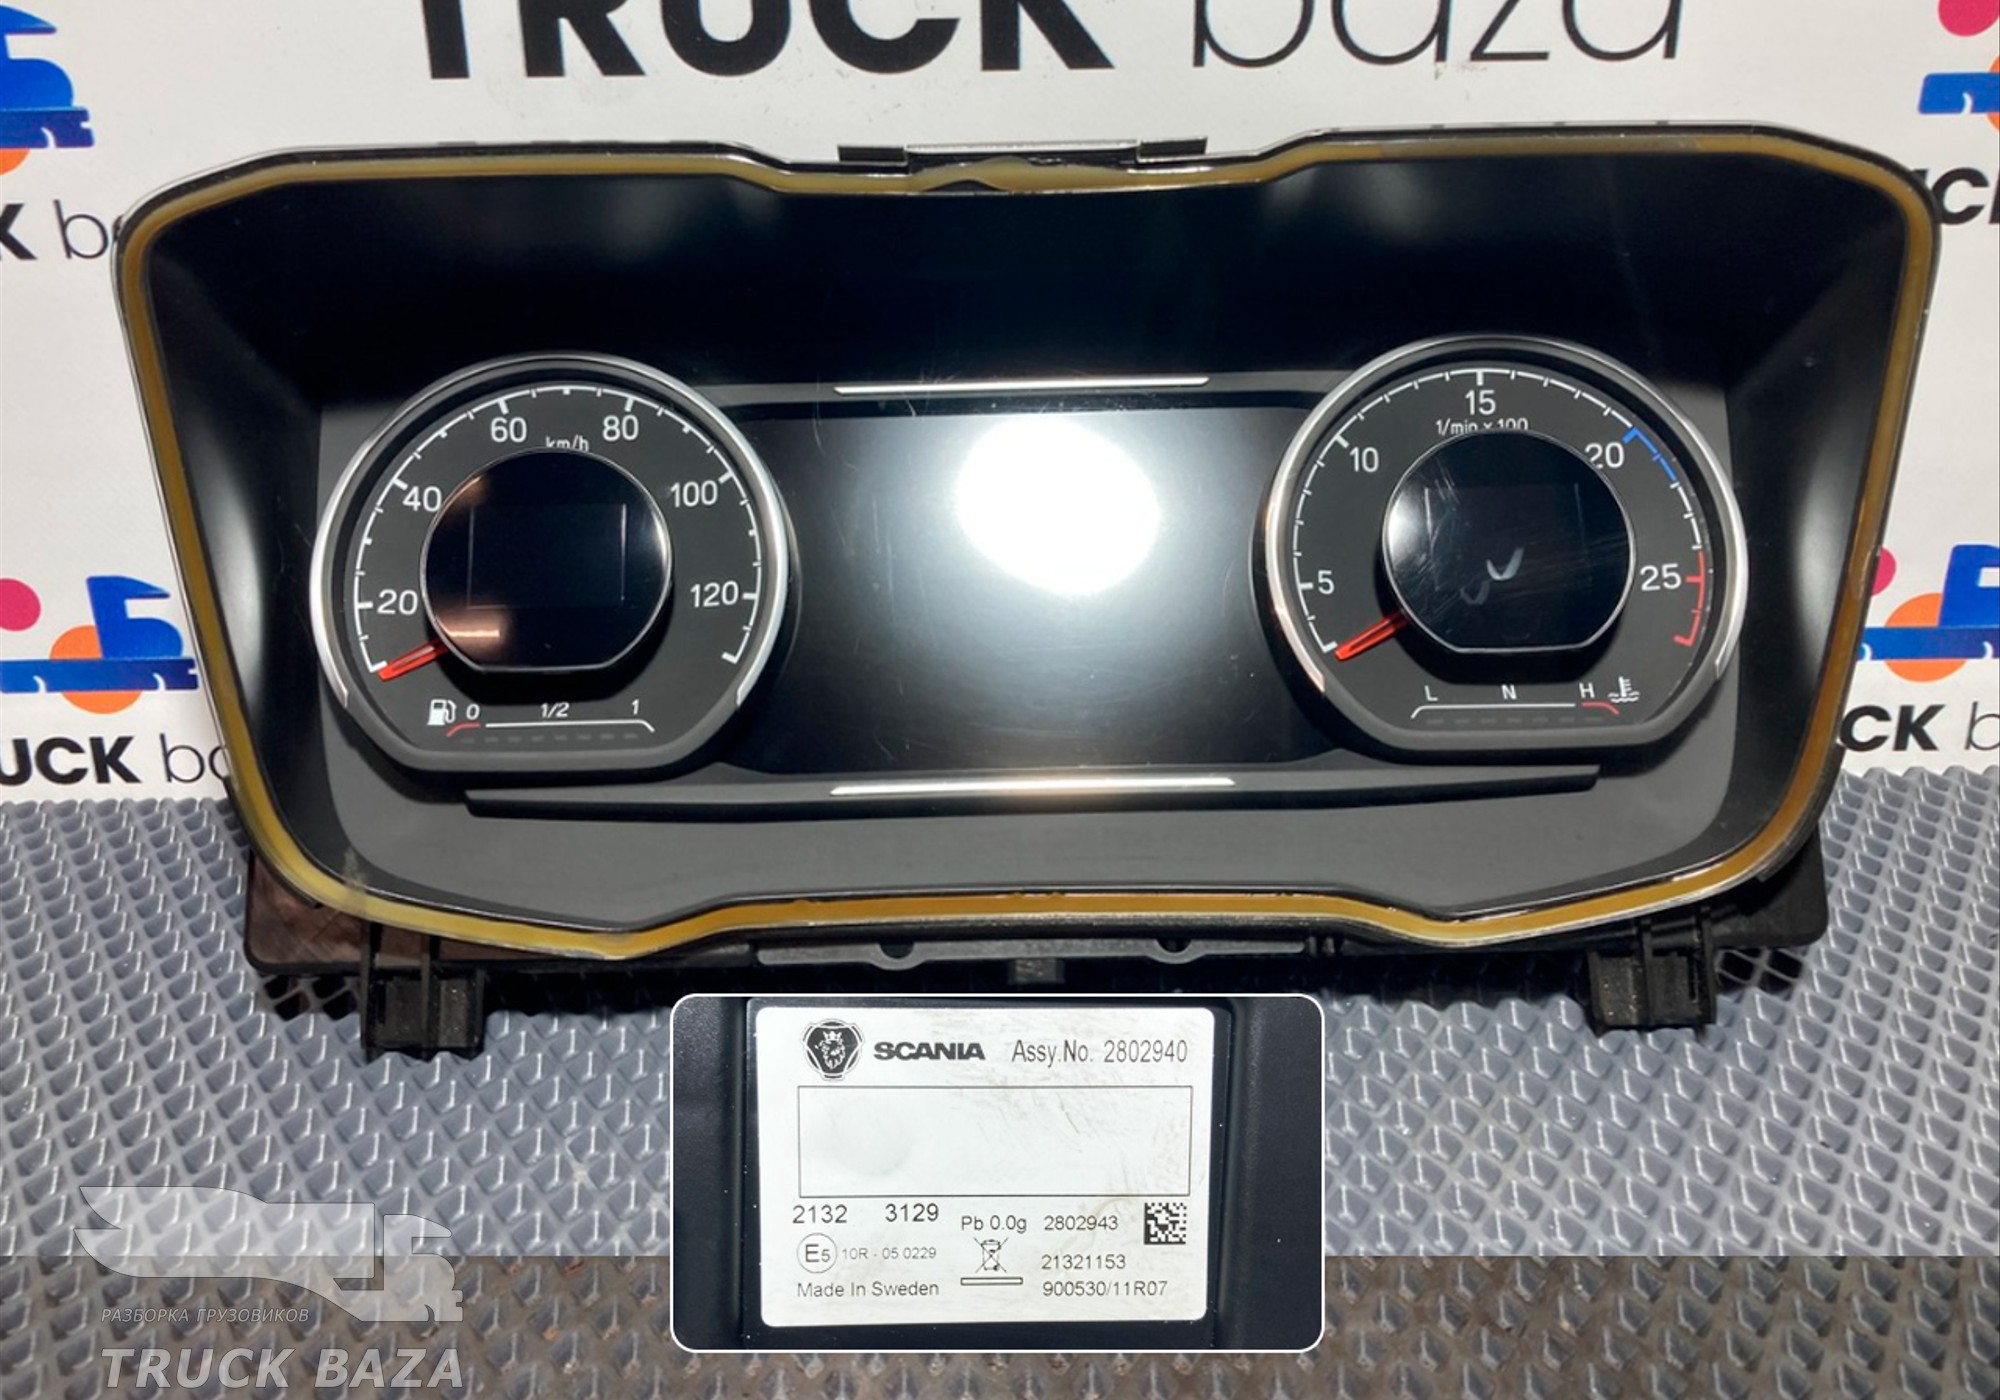 TRUCK baza
CK
K b
UCK ba
CK b
60 km/h 80
40
100
20
120
0 1/2 1
15
1/min x 100
10
20
5
25
L N H
SCANIA Assy.No. 2802940
2132 3129 Pb 0.0g 2802943
E5 10R - 05 0229
21321153
Made In Sweden
900530/11R07
РАЗБОРКА ГРУЗОВИКОВ
TRUCK BAZA